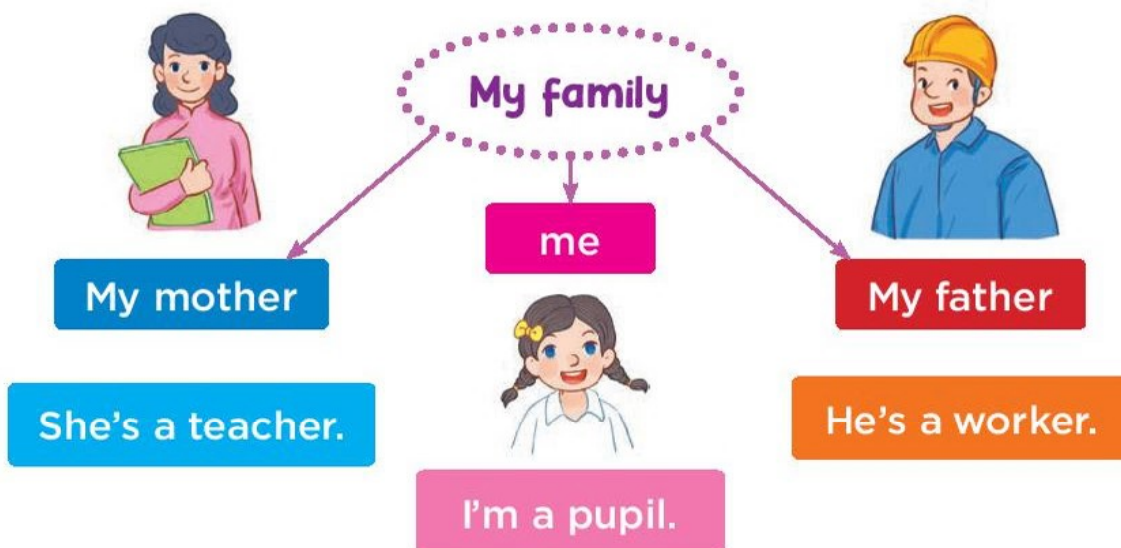 My family
me
My mother
My father
She's a teacher.
He's a worker.
I'm a pupil.